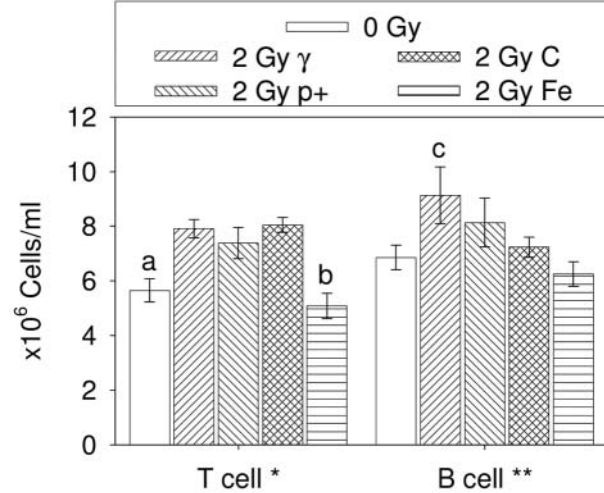 0 Gy
2 Gy γ 2 Gy C
2 Gy p+ 2 Gy Fe
12
10
8
6
4
2
0
x10⁶ Cells/ml
a
b
c
T cell * B cell **